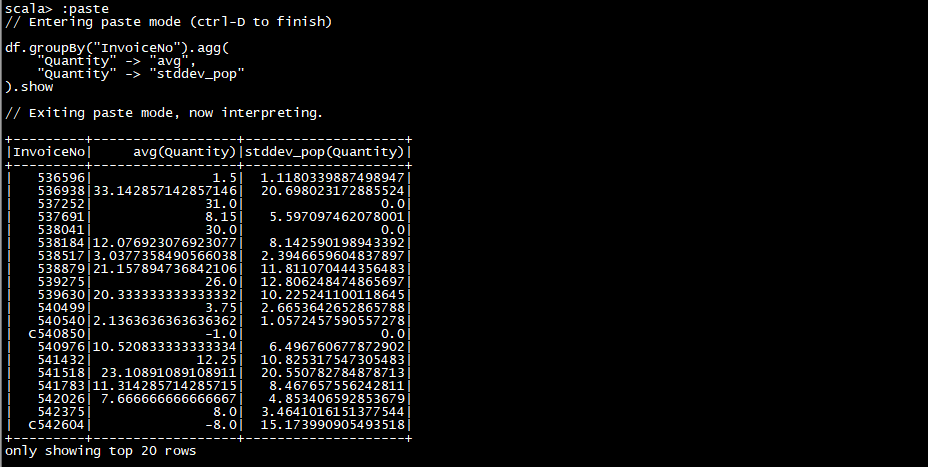 scala> :paste
// Entering paste mode (ctrl-D to finish)

df.groupBy("InvoiceNo").agg(
    "Quantity" -> "avg",
    "Quantity" -> "stddev_pop"
).show

// Exiting paste mode, now interpreting.

+---------+------------------+--------------------+
|InvoiceNo|     avg(Quantity)|stddev_pop(Quantity)|
+---------+------------------+--------------------+
|   536596|               1.5|  1.1180339887498947|
|   536938|33.142857142857146|  20.698023172885524|
|   537252|              31.0|                 0.0|
|   537691|              8.15|   5.597097462078001|
|   538041|              30.0|                 0.0|
|   538184|12.076923076923077|   8.142590198943392|
|   538517|3.0377358490566038|  2.3946659604837897|
|   538879|21.157894736842106|  11.811070444356483|
|   539275|              26.0|  12.806248474865697|
|   539630|20.333333333333332|  10.225241100118645|
|   540499|              3.75|  2.6653642652865788|
|   540540|2.1363636363636362|  1.0572457590557278|
|  C540850|              -1.0|                 0.0|
|   540976|10.520833333333334|   6.496760677872902|
|   541432|             12.25|  10.825317547305483|
|   541518| 23.10891089108911|  20.550782784878713|
|   541783|11.314285714285715|   8.467657556242811|
|   542026| 7.666666666666667|   4.853406592853679|
|   542375|               8.0|  3.4641016151377544|
|  C542604|              -8.0|  15.173990905493518|
+---------+------------------+--------------------+
only showing top 20 rows